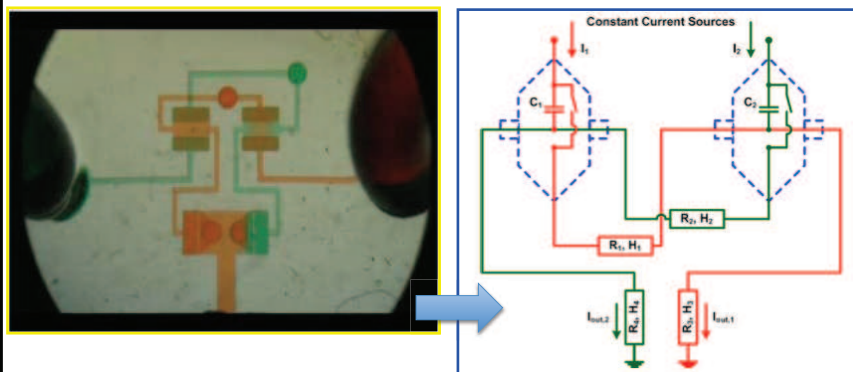 Constant Current Sources
I₁
I₂
C₁
C₂
R₂, H₂
R₁, H₁
R₄, H₄
R₃, H₃
Iout,2
Iout,1